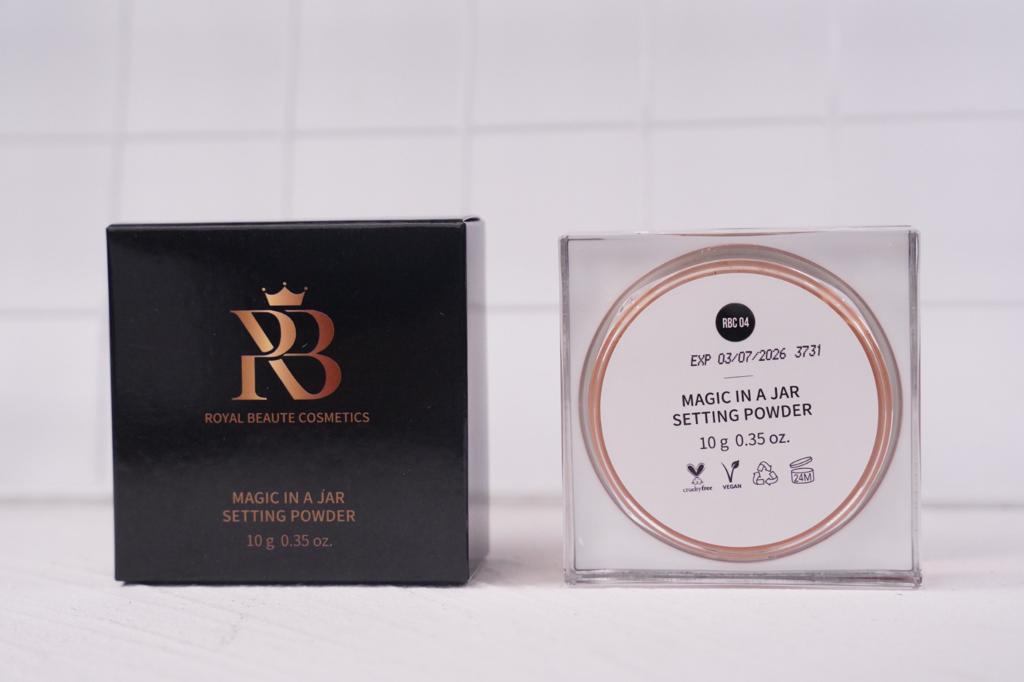 RB
ROYAL BEAUTE COSMETICS
MAGIC IN A JAR
SETTING POWDER
10 g 0.35 oz.
RBC 04
EXP 03/07/2026 3731
MAGIC IN A JAR
SETTING POWDER
10 g 0.35 oz.
crueltyfree
VEGAN
24M